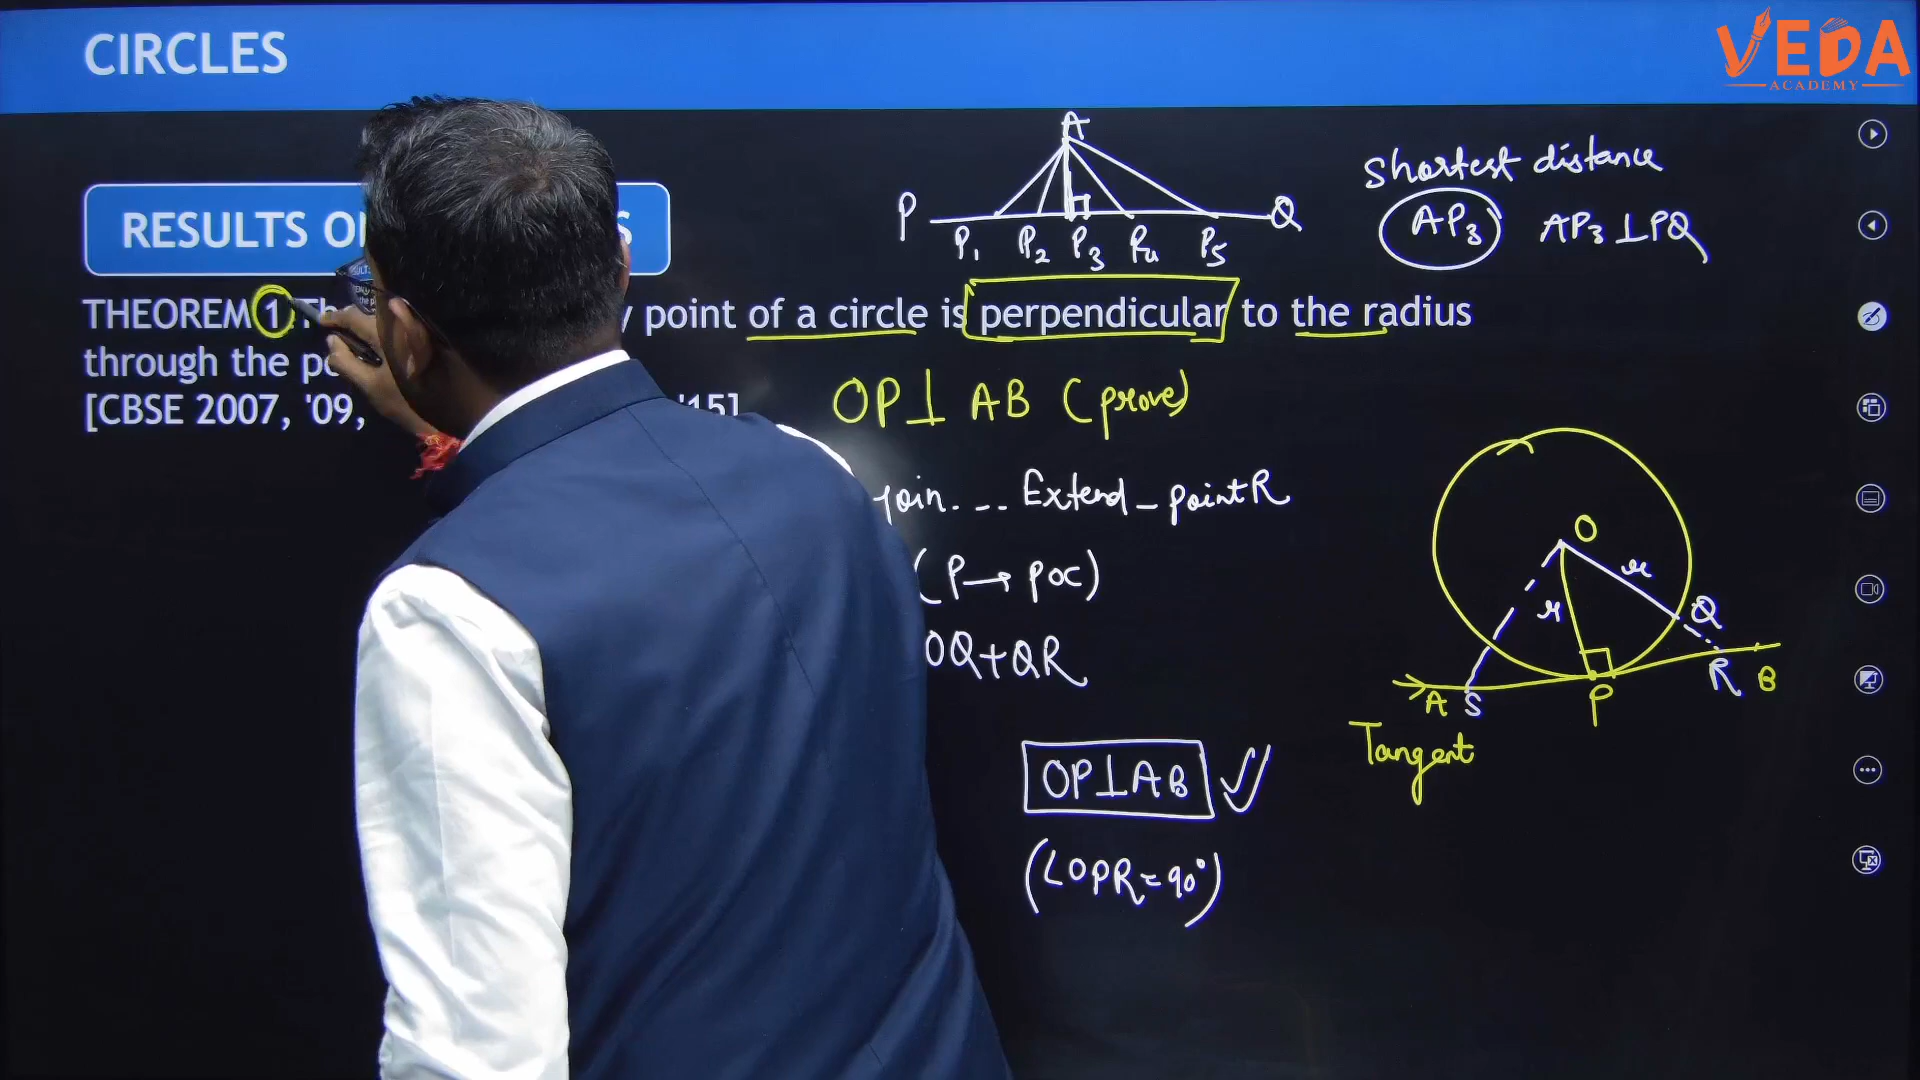 CIRCLES
VEDA
ACADEMY
RESULTS
THEOREM 1 point of a circle is perpendicular to the radius
through the
[CBSE 2007, '09, '15]
A
P Q
P1 P2 P3 P4 P5
Shortest distance
AP3 AP3 ⊥ PQ
OP ⊥ AB (prove)
join... Extend - point R
(P → poc)
OQ + QR
OP ⊥ AB
(∠OPR = 90°)
O
r r
Q
A S P R B
Tangent